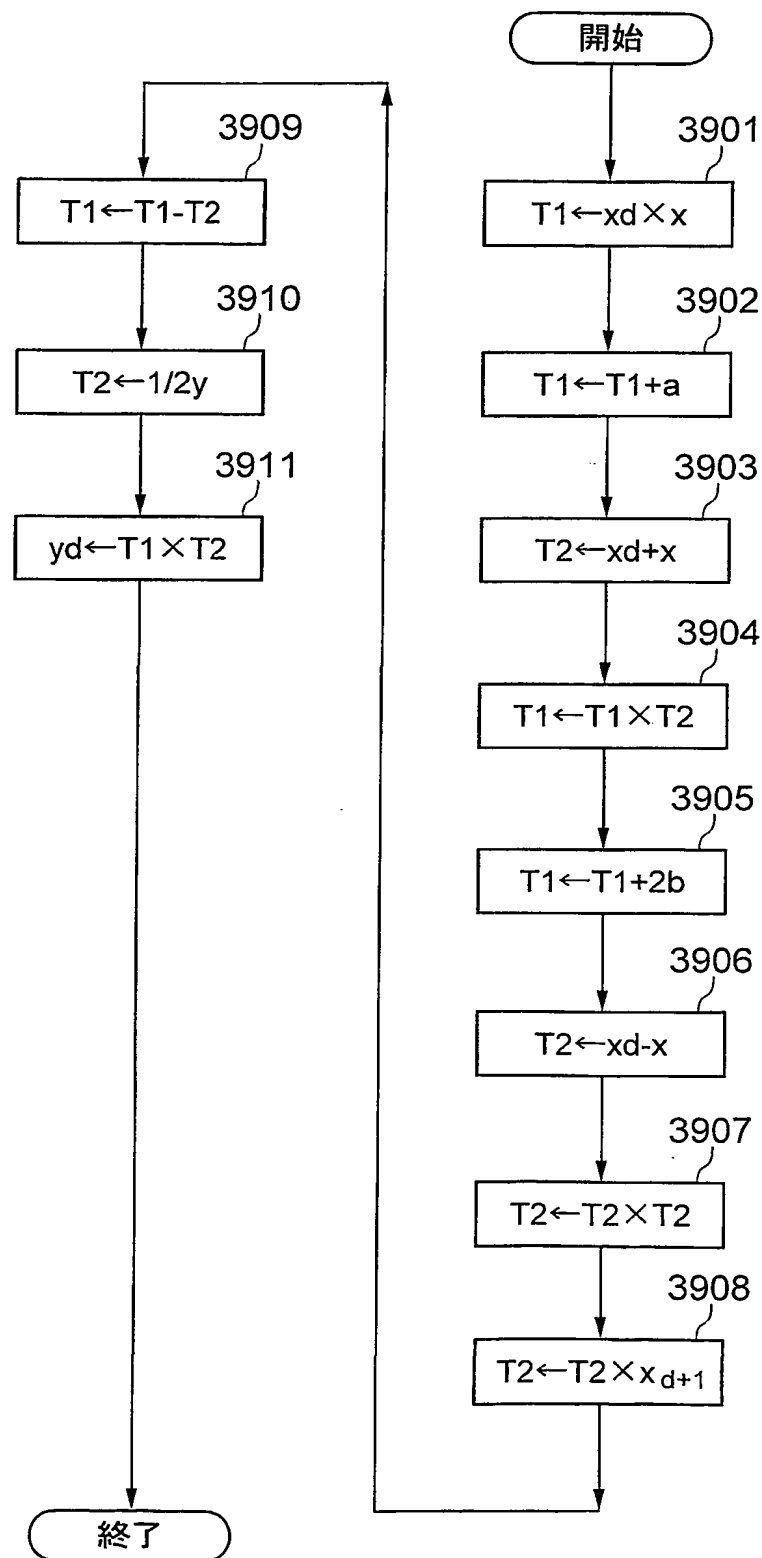 開始
3901
T1←xd×x
3902
T1←T1+a
3903
T2←xd+x
3904
T1←T1×T2
3905
T1←T1+2b
3906
T2←xd-x
3907
T2←T2×T2
3908
T2←T2×x_{d+1}
3909
T1←T1-T2
3910
T2←1/2y
3911
yd←T1×T2
終了